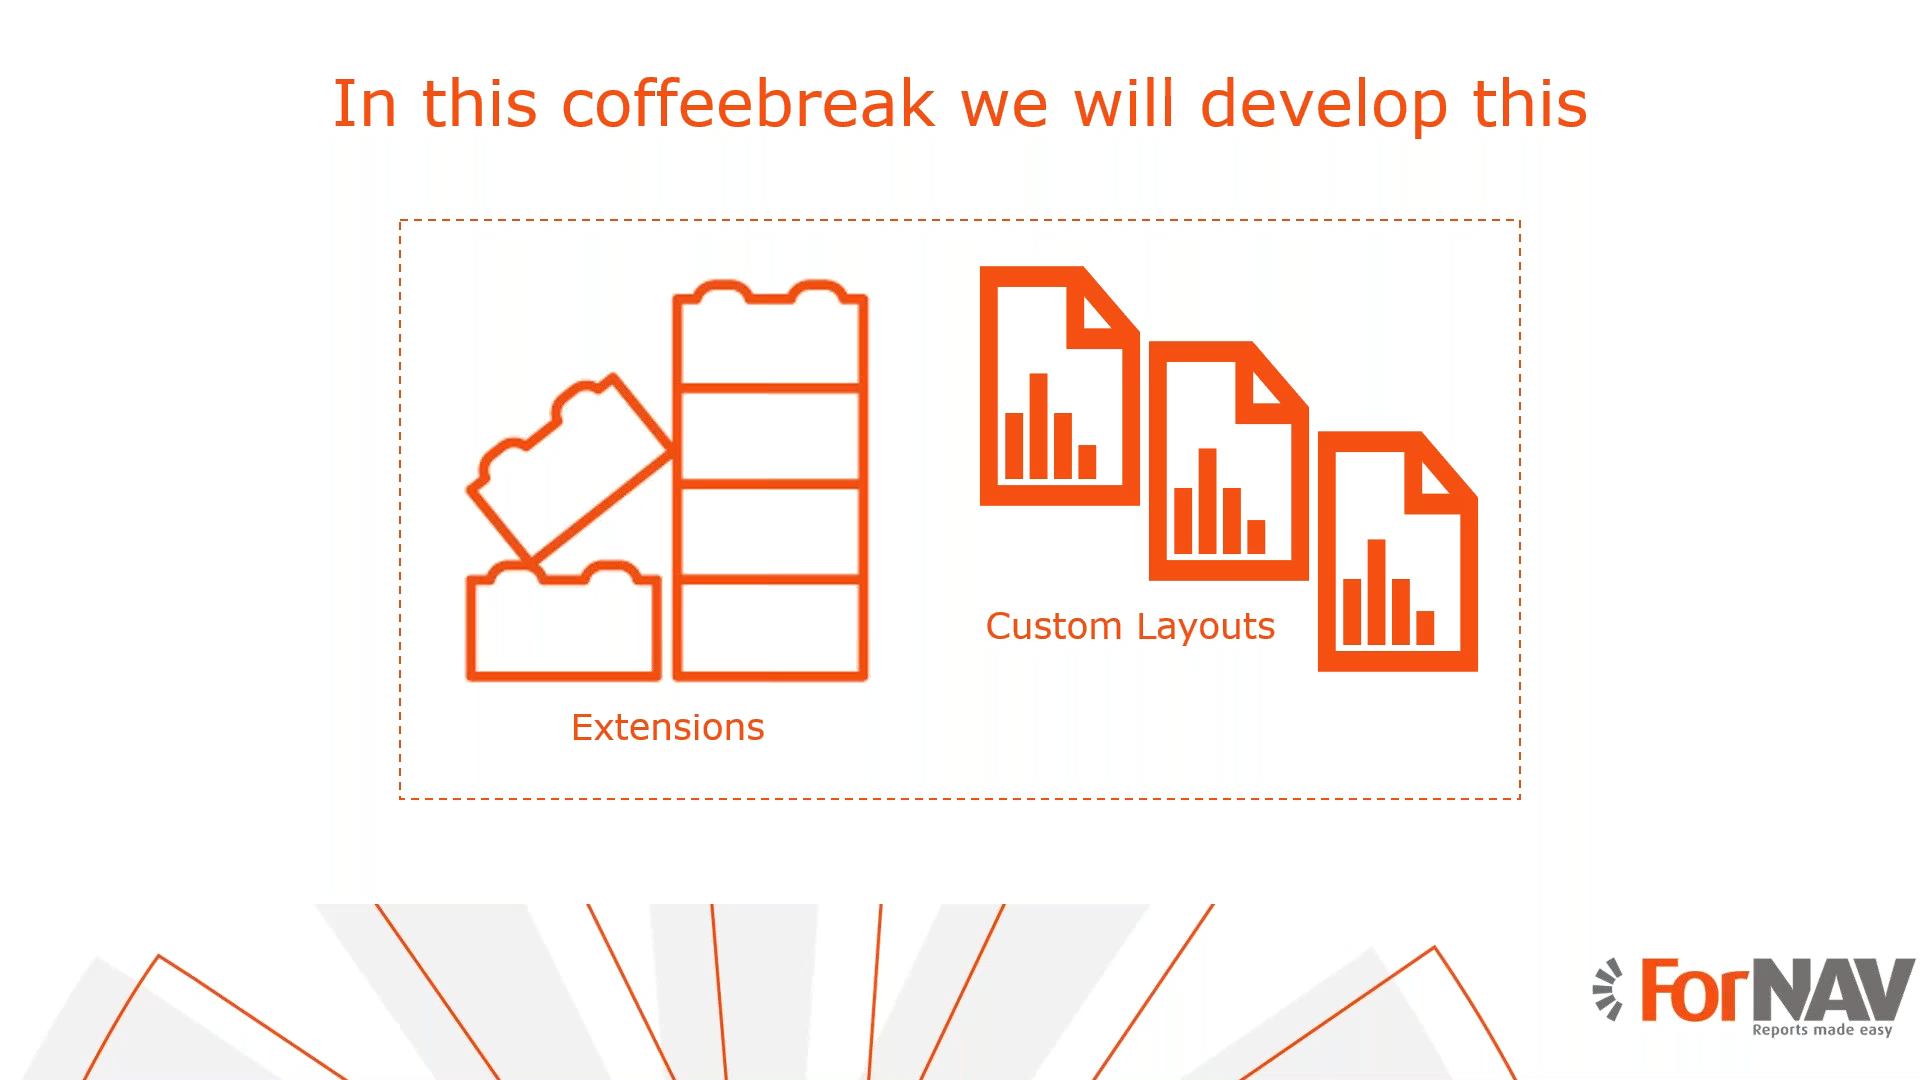 In this coffeebreak we will develop this
Custom Layouts
Extensions
ForNAV
Reports made easy